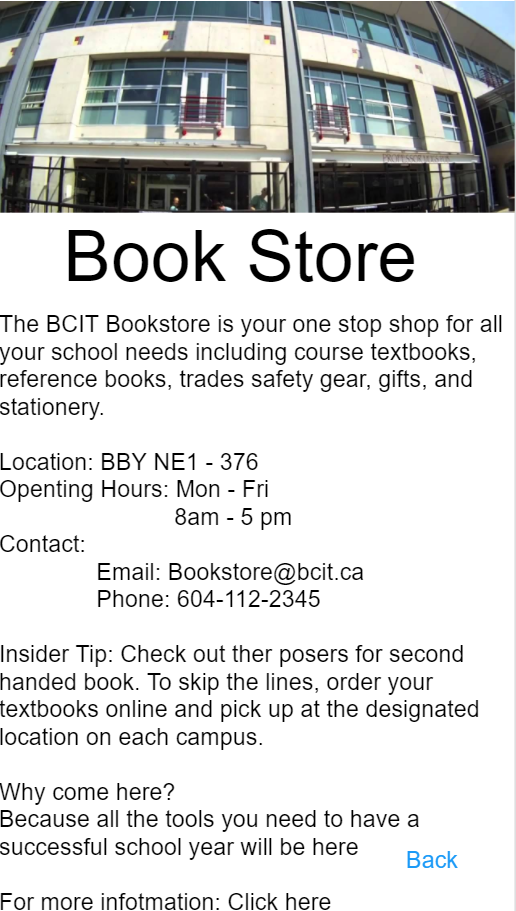 Book Store
The BCIT Bookstore is your one stop shop for all
your school needs including course textbooks,
reference books, trades safety gear, gifts, and
stationery.
Location: BBY NE1 - 376
Openting Hours: Mon - Fri
8am - 5 pm
Contact:
Email: Bookstore@bcit.ca
Phone: 604-112-2345
Insider Tip: Check out ther posers for second
handed book. To skip the lines, order your
textbooks online and pick up at the designated
location on each campus.
Why come here?
Because all the tools you need to have a
successful school year will be here
Back
For more infotmation: Click here